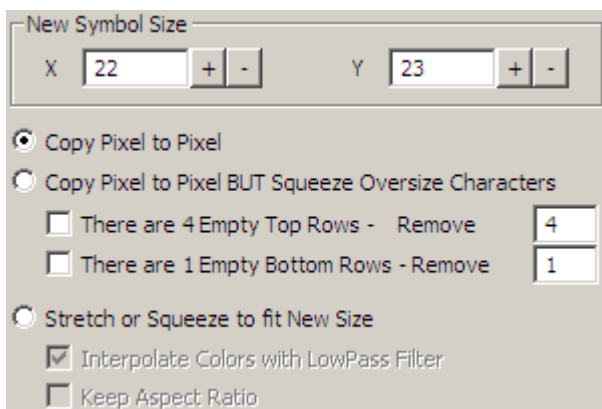 New Symbol Size
X 22 + - Y 23 + -
Copy Pixel to Pixel
Copy Pixel to Pixel BUT Squeeze Oversize Characters
There are 4 Empty Top Rows - Remove 4
There are 1 Empty Bottom Rows - Remove 1
Stretch or Squeeze to fit New Size
Interpolate Colors with LowPass Filter
Keep Aspect Ratio